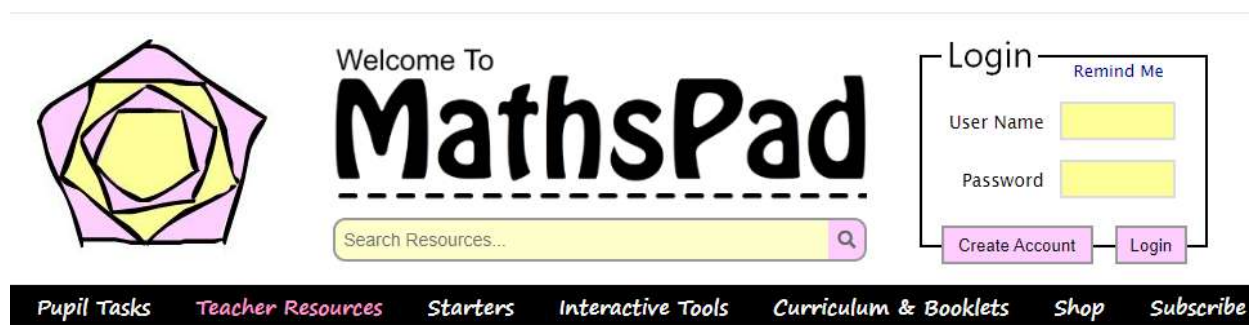 Welcome To
MathsPad
Search Resources...
Login
Remind Me
User Name
Password
Create Account
Login
Pupil Tasks Teacher Resources Starters Interactive Tools Curriculum & Booklets Shop Subscribe